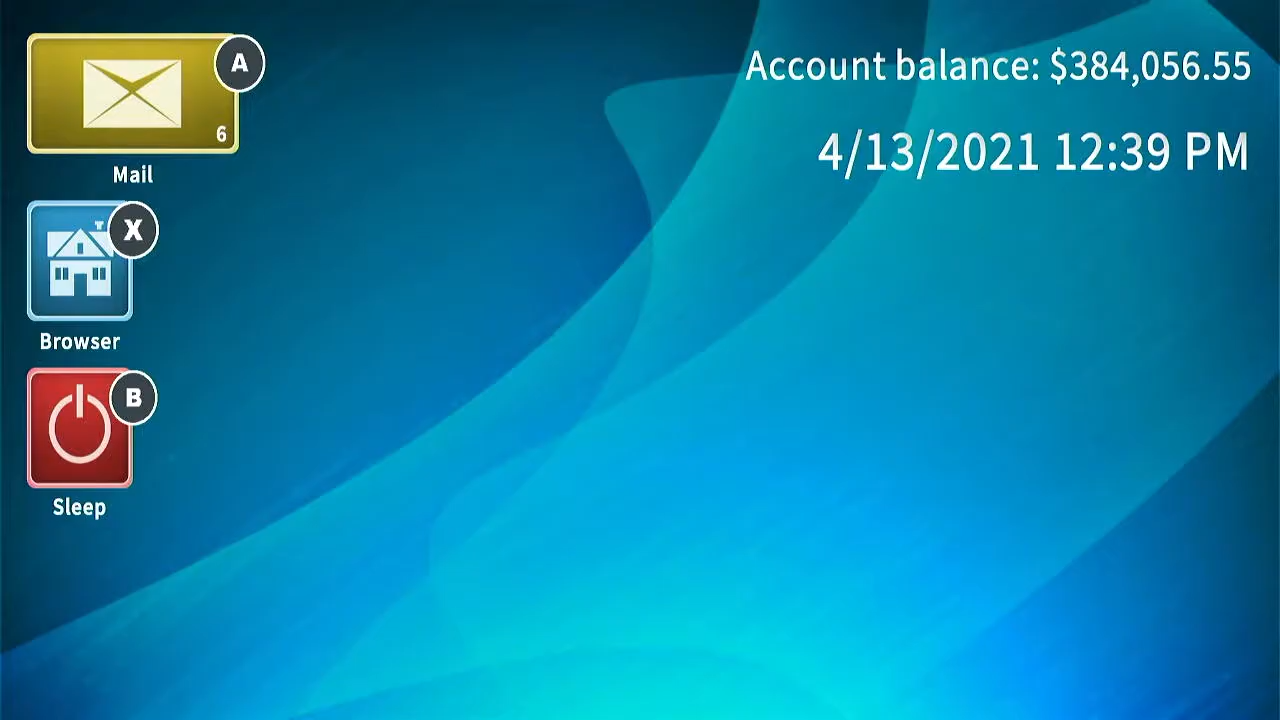 A
6
Mail
X
Browser
B
Sleep
Account balance: $384,056.55
4/13/2021 12:39 PM